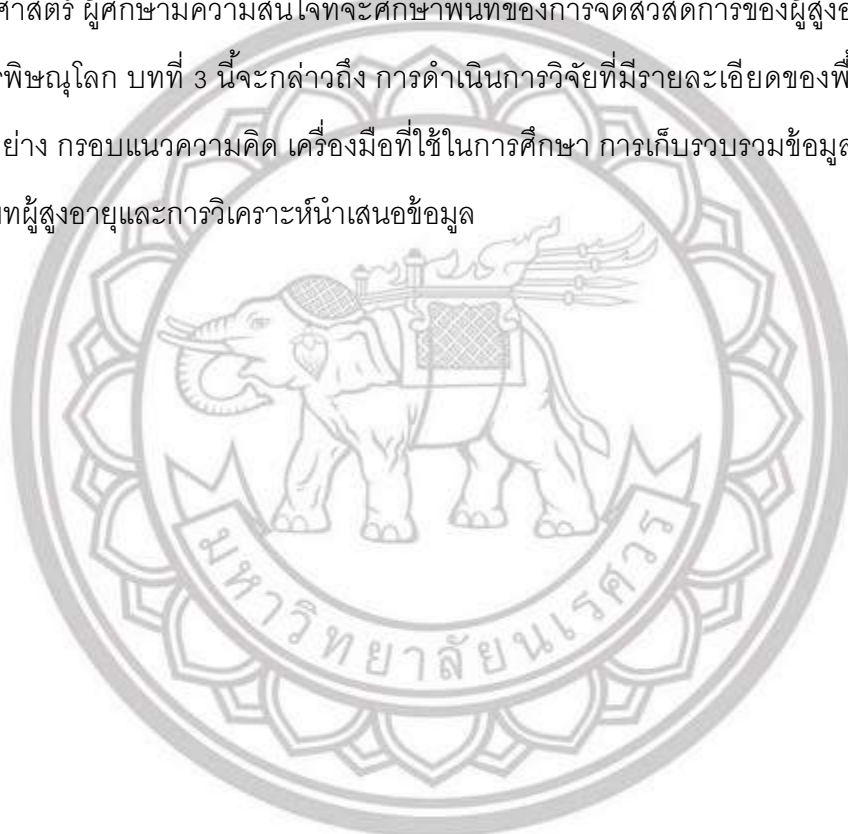 ศาสตร์ ผู้ศึกษามีความสนใจที่จะศึกษาพื้นที่ของการจัดสวัสดิการของผู้สูงอ
รพิษณุโลก บทที่ 3 นี้จะกล่าวถึง การดำเนินการวิจัยที่มีรายละเอียดของพื้
ย่าง กรอบแนวความคิด เครื่องมือที่ใช้ในการศึกษา การเก็บรวบรวมข้อมูล
ทผู้สูงอายุและการวิเคราะห์นำเสนอข้อมูล
มหาวิทยาลัยนเรศวร